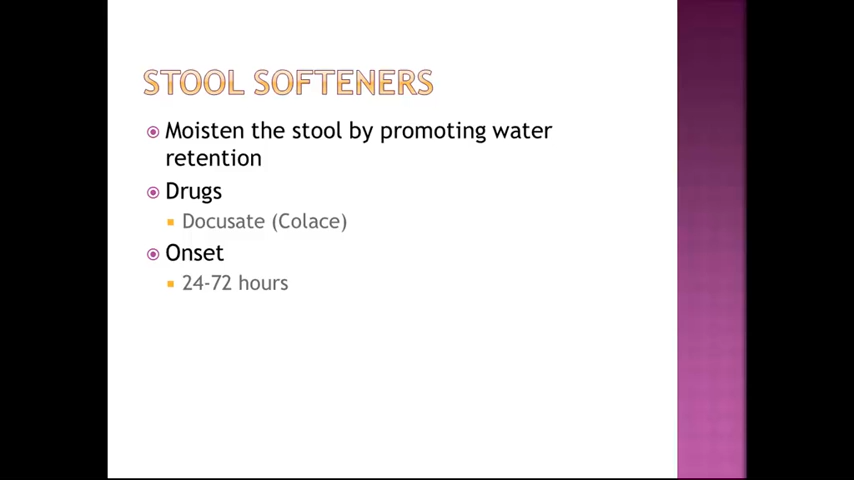 STOOL SOFTENERS
Moisten the stool by promoting water
retention
Drugs
Docusate (Colace)
Onset
24-72 hours